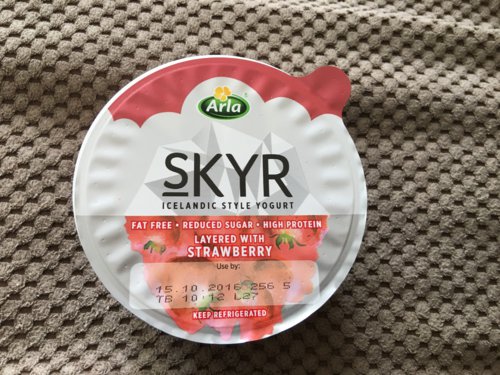 Arla
SKYR
ICELANDIC STYLE YOGURT
FAT FREE • REDUCED SUGAR • HIGH PROTEIN
LAYERED WITH
STRAWBERRY
Use by:
15.10.2016 256 5
TB 10:12 L27
KEEP REFRIGERATED